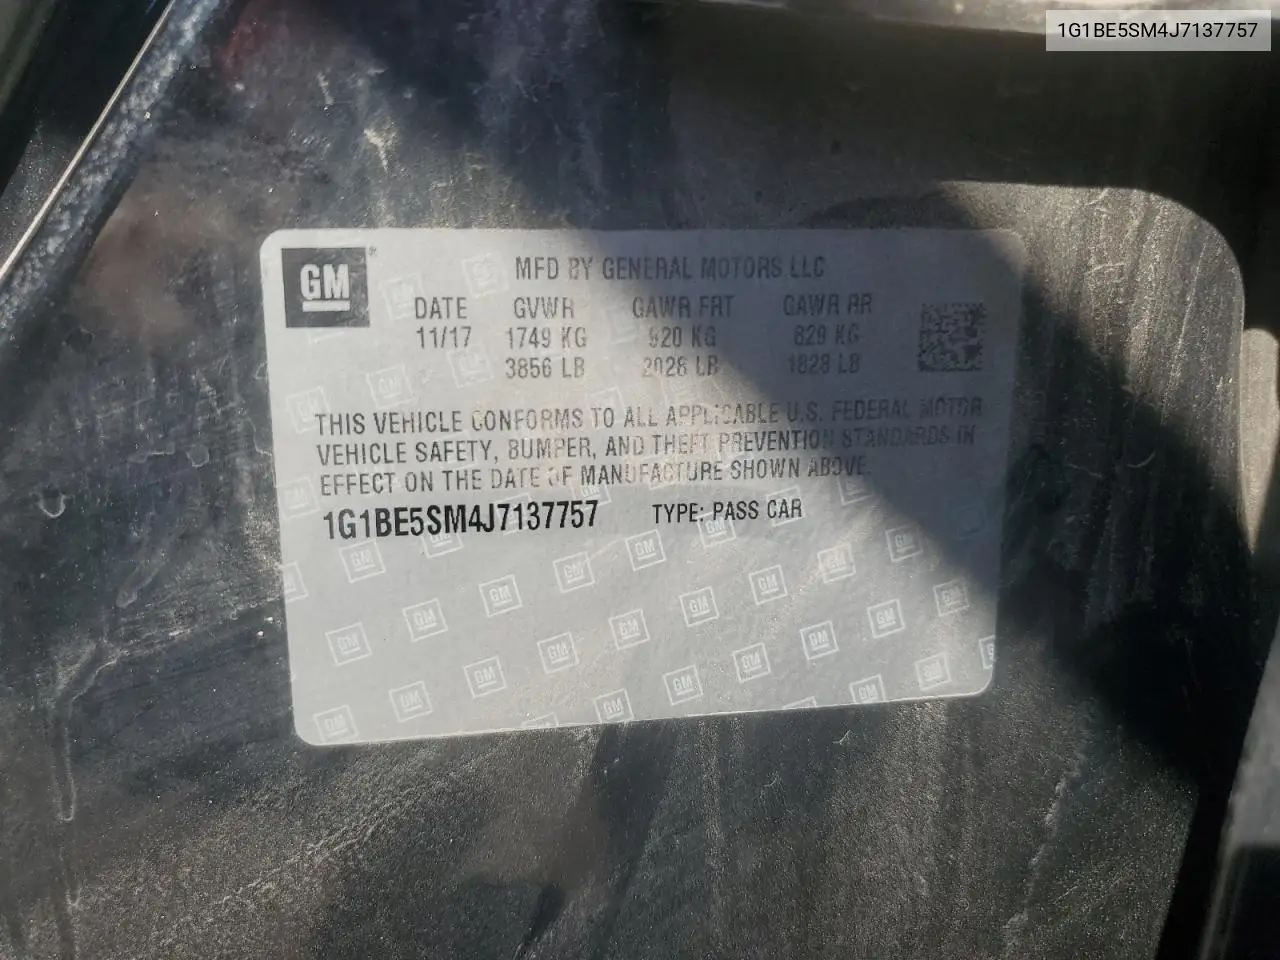 1G1BE5SM4J7137757
GM ®
MFD BY GENERAL MOTORS LLC
DATE GVWR GAWR FRT GAWR RR
11/17 1749 KG 920 KG 829 KG
3856 LB 2028 LB 1828 LB
THIS VEHICLE CONFORMS TO ALL APPLICABLE U.S. FEDERAL MOTOR
VEHICLE SAFETY, BUMPER, AND THEFT PREVENTION STANDARDS IN
EFFECT ON THE DATE OF MANUFACTURE SHOWN ABOVE.
1G1BE5SM4J7137757 TYPE: PASS CAR